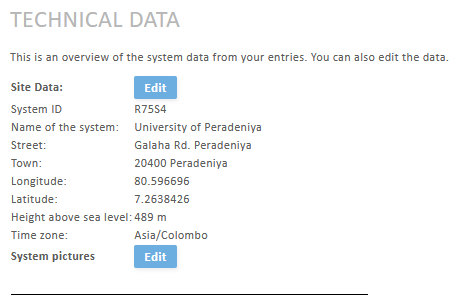 TECHNICAL DATA
This is an overview of the system data from your entries. You can also edit the data.
Site Data: Edit
System ID R75S4
Name of the system: University of Peradeniya
Street: Galaha Rd. Peradeniya
Town: 20400 Peradeniya
Longitude: 80.596696
Latitude: 7.2638426
Height above sea level: 489 m
Time zone: Asia/Colombo
System pictures Edit